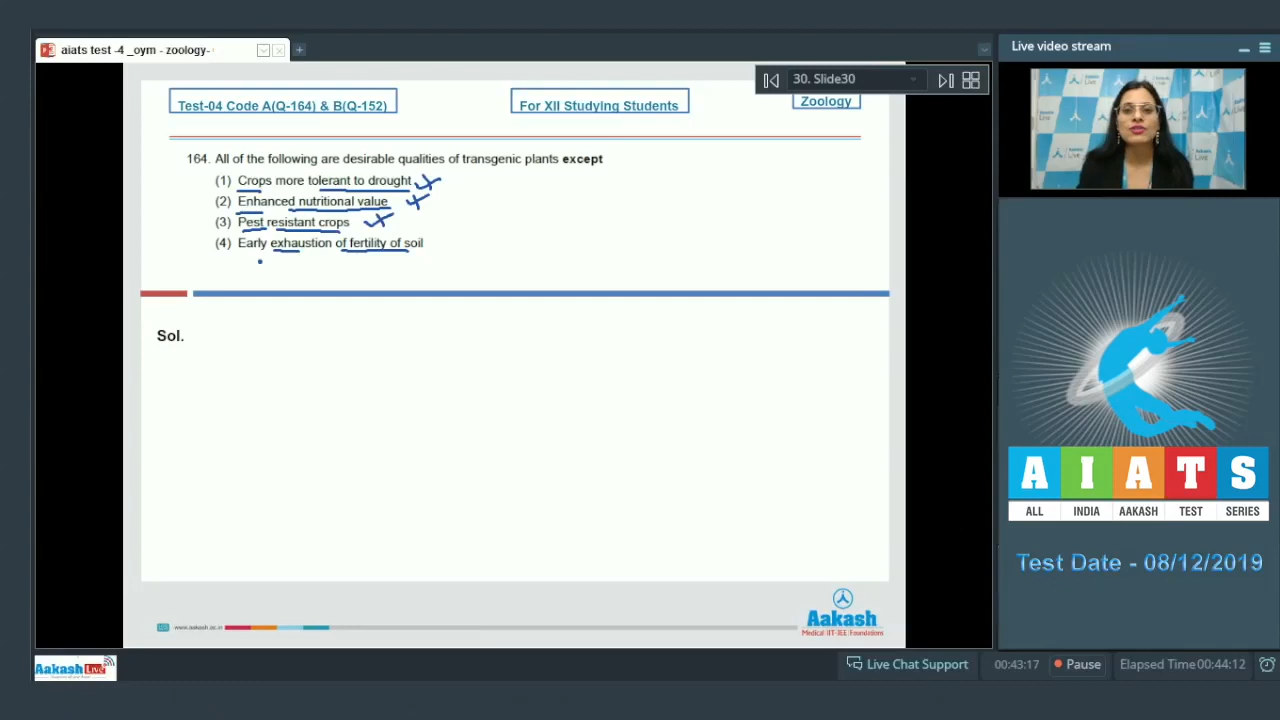 aiats test -4 _oym - zoology-
Live video stream
30. Slide30
Test-04 Code A(Q-164) & B(Q-152)
For XII Studying Students
Zoology
164. All of the following are desirable qualities of transgenic plants except
(1) Crops more tolerant to drought
(2) Enhanced nutritional value
(3) Pest resistant crops
(4) Early exhaustion of fertility of soil
Sol.
A I A T S
ALL INDIA AAKASH TEST SERIES
Test Date - 08/12/2019
www.aakash.ac.in
Aakash
Medical IIT-JEE Foundations
Aakash Live
Live Chat Support
00:43:17
Pause
Elapsed Time 00:44:12